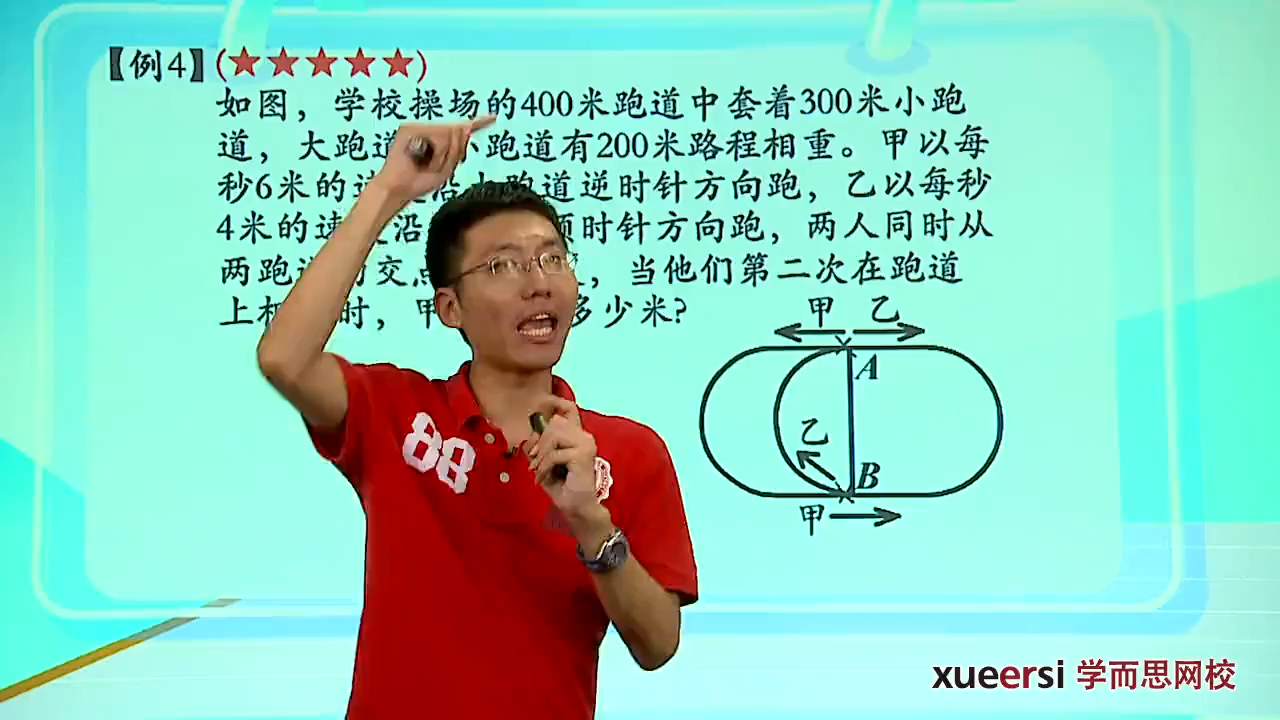 【例4】(★★★★★)
如图，学校操场的400米跑道中套着300米小跑
道，大跑道 小跑道有200米路程相重。甲以每
秒6米的速 沿 跑道逆时针方向跑，乙以每秒
4米的速 沿 顺时针方向跑，两人同时从
两跑道 交点 ，当他们第二次在跑道
上相 时，甲 多少米?
甲 乙
A
乙
B
甲
88
xueersi 学而思网校